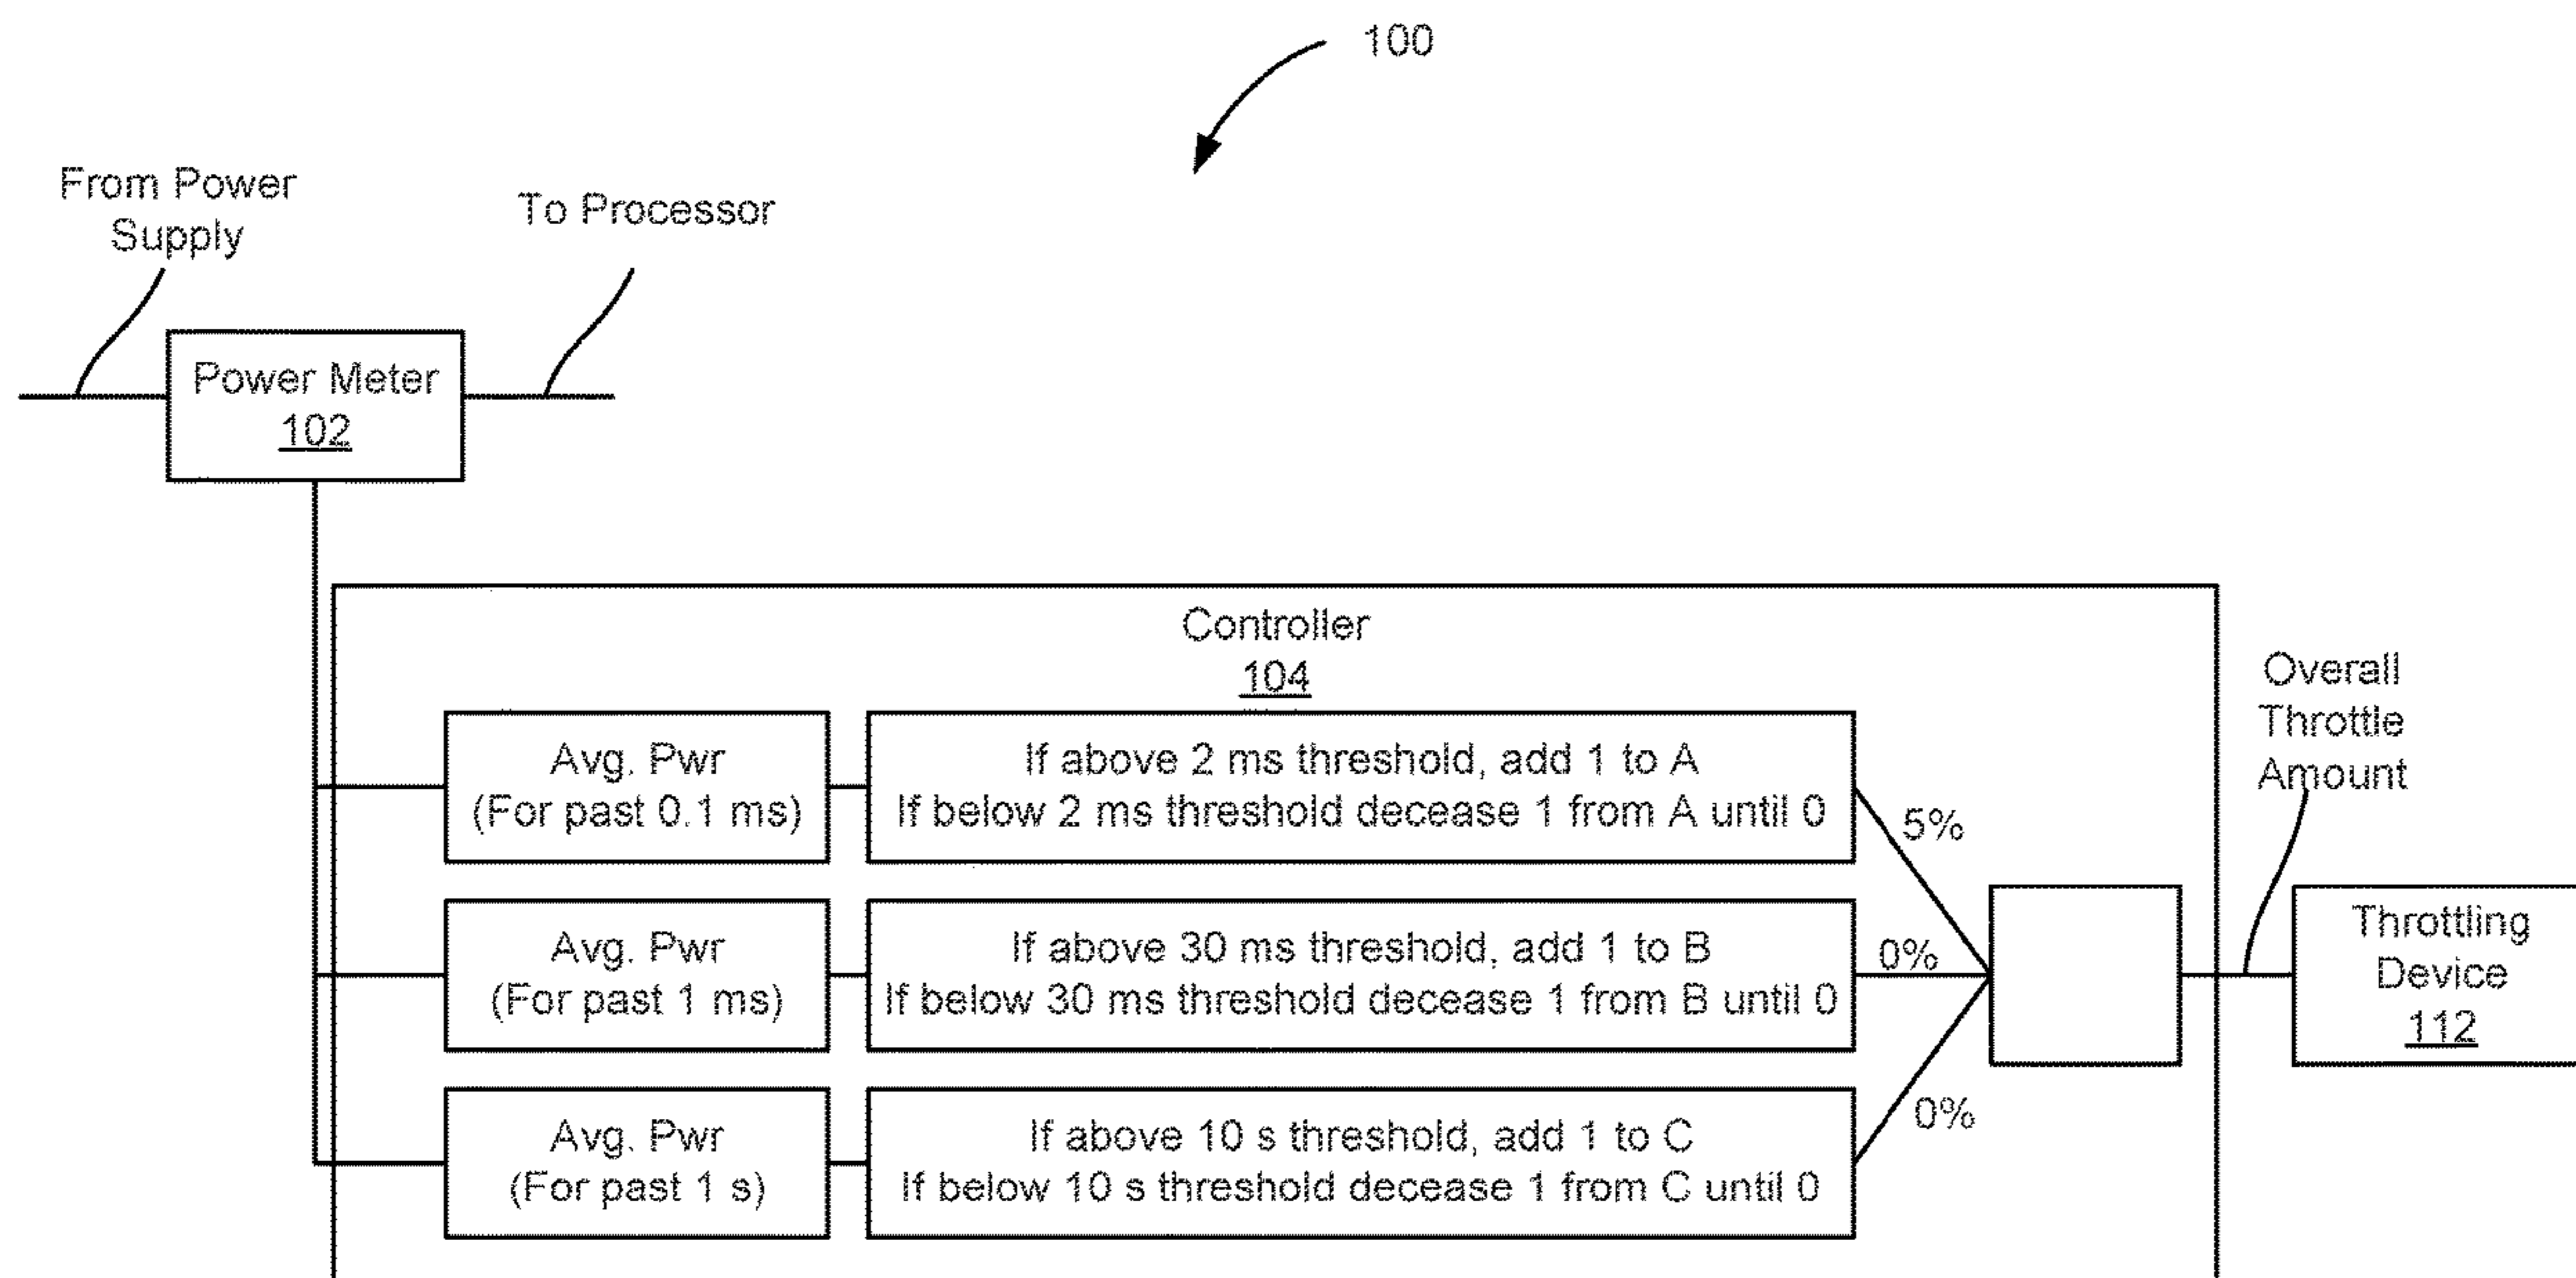 100
From Power
Supply
To Processor
Power Meter
102
Controller
104
Overall
Throttle
Amount
Avg. Pwr
(For past 0.1 ms)
If above 2 ms threshold, add 1 to A
If below 2 ms threshold decease 1 from A until 0
5%
Avg. Pwr
(For past 1 ms)
If above 30 ms threshold, add 1 to B
If below 30 ms threshold decease 1 from B until 0
0%
Throttling
Device
112
Avg. Pwr
(For past 1 s)
If above 10 s threshold, add 1 to C
If below 10 s threshold decease 1 from C until 0
0%